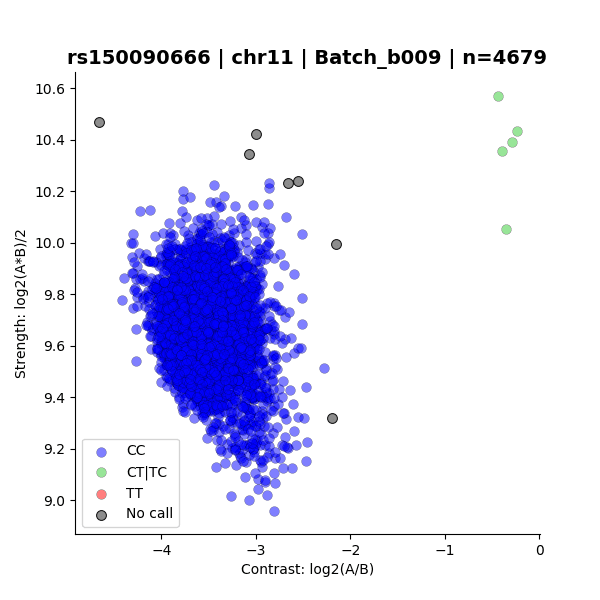 rs150090666 | chr11 | Batch_b009 | n=4679
10.6
10.4
10.2
10.0
9.8
9.6
9.4
9.2
9.0
Strength: log2(A*B)/2
CC
CT|TC
TT
No call
−4
−3
−2
−1
0
Contrast: log2(A/B)